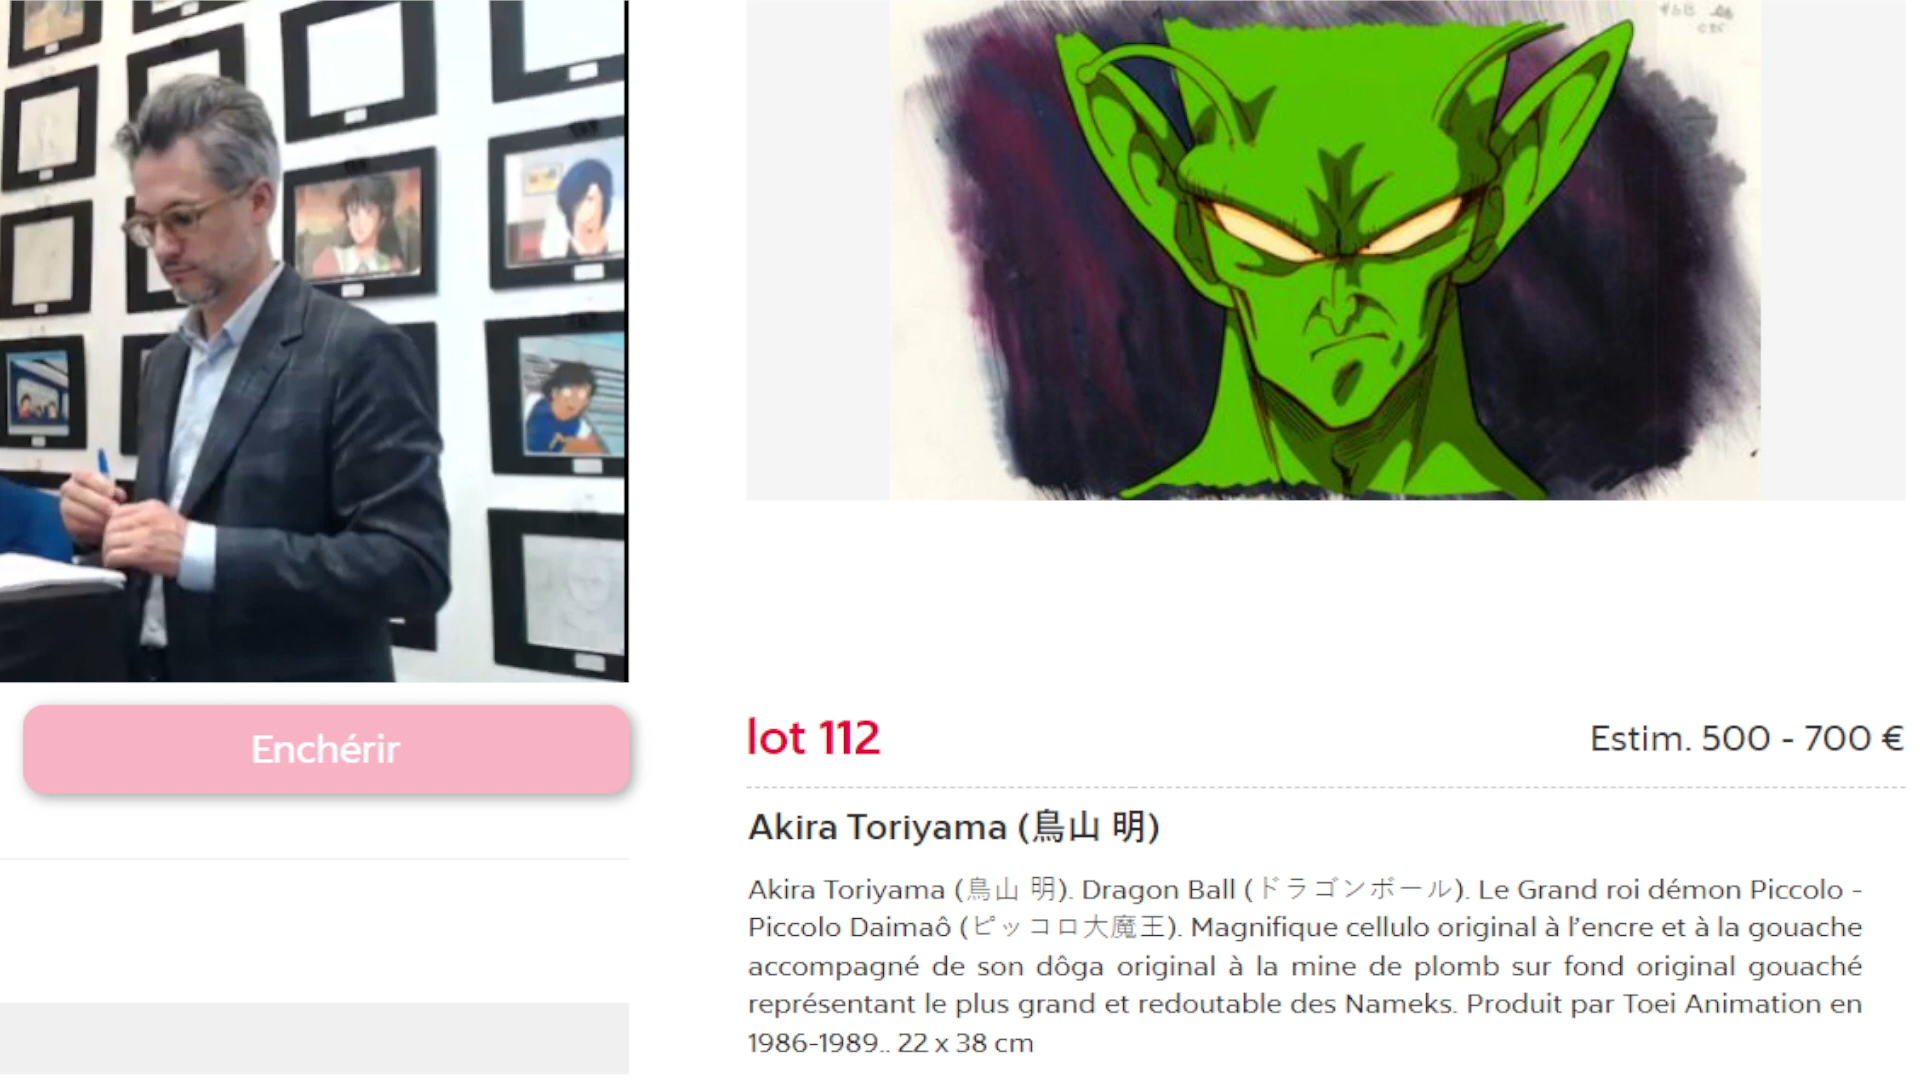 Enchérir
lot 112
Estim. 500 - 700 €
Akira Toriyama (鳥山 明)
Akira Toriyama (鳥山 明). Dragon Ball (ドラゴンボール). Le Grand roi démon Piccolo -
Piccolo Daimaô (ピッコロ大魔王). Magnifique cellulo original à l’encre et à la gouache
accompagné de son dôga original à la mine de plomb sur fond original gouaché
représentant le plus grand et redoutable des Nameks. Produit par Toei Animation en
1986-1989.. 22 x 38 cm